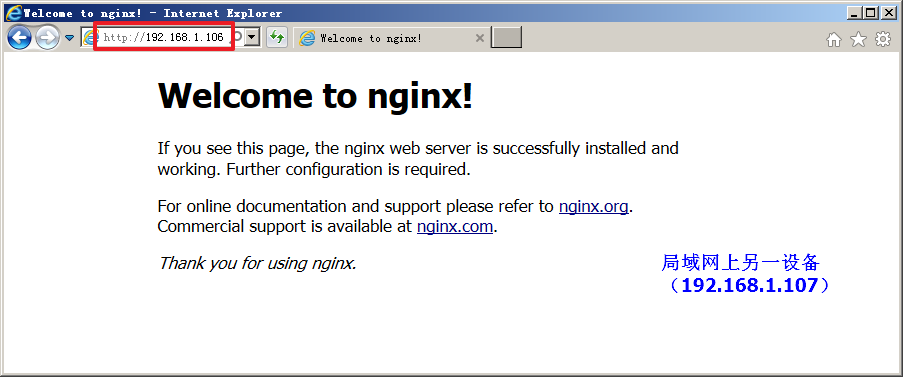 Welcome to nginx! - Internet Explorer
http://192.168.1.106
Welcome to nginx!
Welcome to nginx!
If you see this page, the nginx web server is successfully installed and
working. Further configuration is required.
For online documentation and support please refer to nginx.org.
Commercial support is available at nginx.com.
Thank you for using nginx.
局域网上另一设备
（192.168.1.107）